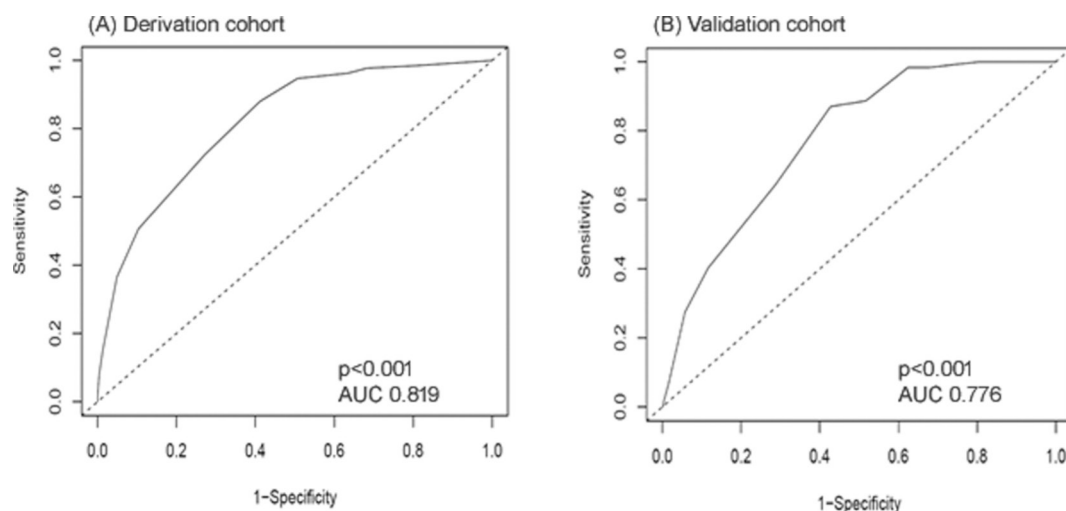 (A) Derivation cohort
1.0
0.8
0.6
0.4
0.2
0.0
Sensitivity
p<0.001
AUC 0.819
0.0 0.2 0.4 0.6 0.8 1.0
1-Specificity
(B) Validation cohort
1.0
0.8
0.6
0.4
0.2
0.0
Sensitivity
p<0.001
AUC 0.776
0.0 0.2 0.4 0.6 0.8 1.0
1-Specificity